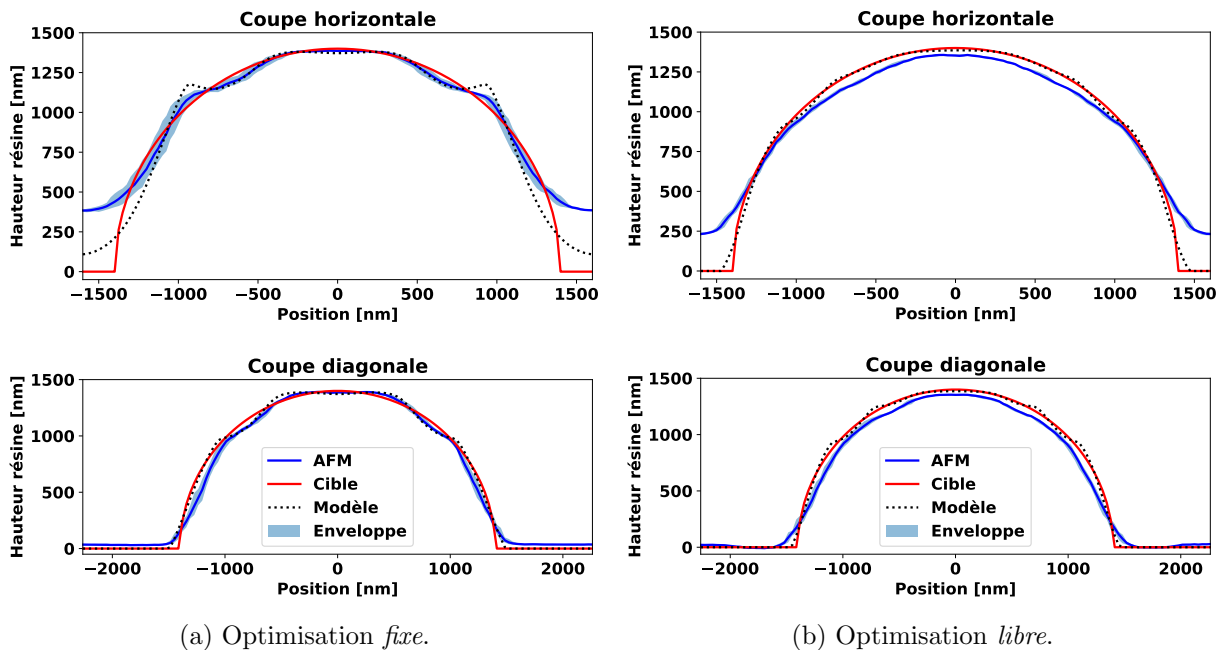 Coupe horizontale
1500
1250
1000
750
500
250
0
Hauteur résine [nm]
−1500 −1000 −500 0 500 1000 1500
Position [nm]
Coupe horizontale
1500
1250
1000
750
500
250
0
Hauteur résine [nm]
−1500 −1000 −500 0 500 1000 1500
Position [nm]
Coupe diagonale
1500
1000
500
0
Hauteur résine [nm]
AFM
Cible
Modèle
Enveloppe
−2000 −1000 0 1000 2000
Position [nm]
Coupe diagonale
1500
1000
500
0
Hauteur résine [nm]
AFM
Cible
Modèle
Enveloppe
−2000 −1000 0 1000 2000
Position [nm]
(a) Optimisation fixe.
(b) Optimisation libre.